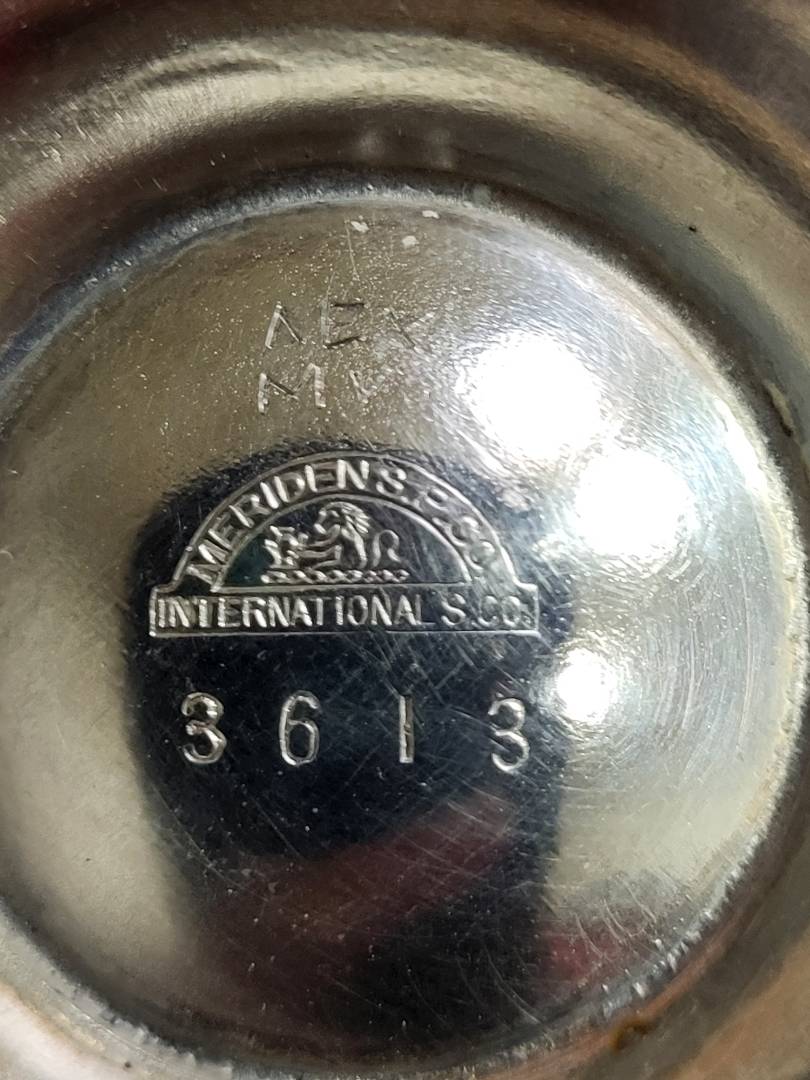 MERIDEN S.P.CO.
INTERNATIONAL S.CO.
3613